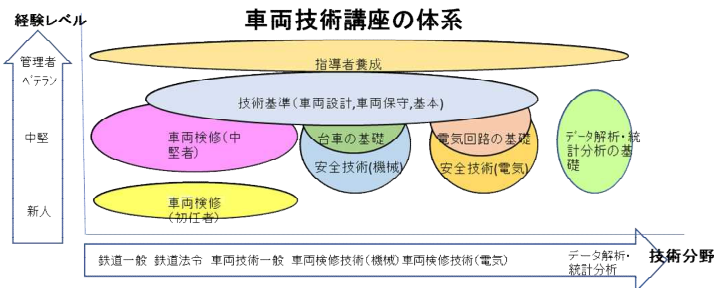 車両技術講座の体系
経験レベル
管理者
ベテラン
中堅
新人
指導者養成
技術基準(車両設計,車両保守,基本)
車両検修(中
堅者)
台車の基礎
安全技術(機械)
電気回路の基礎
安全技術(電気)
データ解析・統
計分析の基
礎
車両検修
(初任者)
鉄道一般 鉄道法令 車両技術一般 車両検修技術(機械) 車両検修技術(電気)
データ解析・
統計分析
技術分野